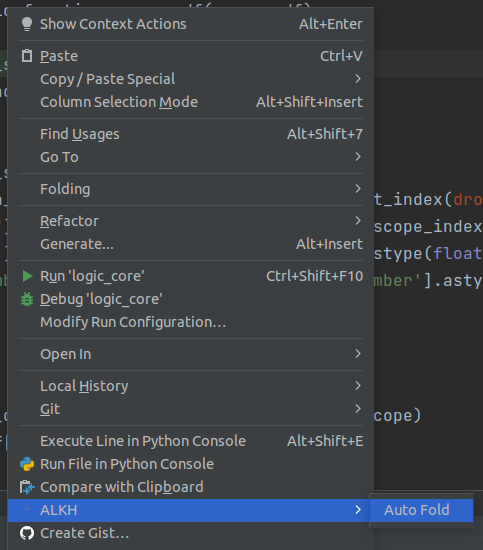 Show Context Actions Alt+Enter
Paste Ctrl+V
Copy / Paste Special
Column Selection Mode Alt+Shift+Insert
Find Usages Alt+Shift+7
Go To
Folding
t_index(dro
Refactor
scope_index
Generate... Alt+Insert
stype(float
Run 'logic_core' Ctrl+Shift+F10
mber'].asty
Debug 'logic_core'
Modify Run Configuration...
Open In
Local History
Git
cope)
Execute Line in Python Console Alt+Shift+E
Run File in Python Console
Compare with Clipboard
ALKH
Auto Fold
Create Gist...